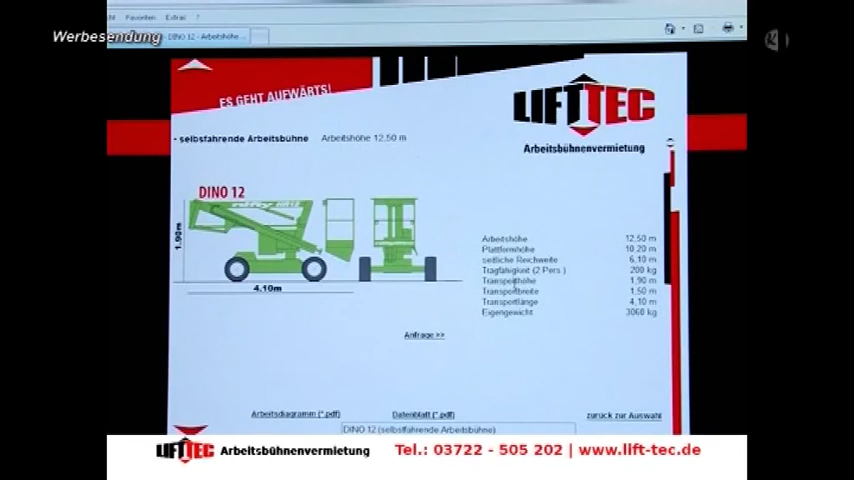 Favoriten Extras ?
Werbesendung
DINO 12 - Arbeitshöhe ...
ES GEHT AUFWÄRTS!
LIFTTEC
Arbeitsbühnenvermietung
- selbsfahrende Arbeitsbühne Arbeitshöhe 12,50 m
DINO 12
1.90m
4.10m
Arbeitshöhe 12,50 m
Plattformhöhe 10,20 m
seitliche Reichweite 6,10 m
Tragfähigkeit (2 Pers.) 200 kg
Transporthöhe 1,90 m
Transportbreite 1,50 m
Transportlänge 4,10 m
Eigengewicht 3060 kg
Anfrage >>
Arbeitsdiagramm (*.pdf) Datenblatt (*.pdf) zurück zur Auswahl
DINO 12 (selbstfahrende Arbeitsbühne)
LIFTTEC Arbeitsbühnenvermietung Tel.: 03722 - 505 202 | www.lift-tec.de